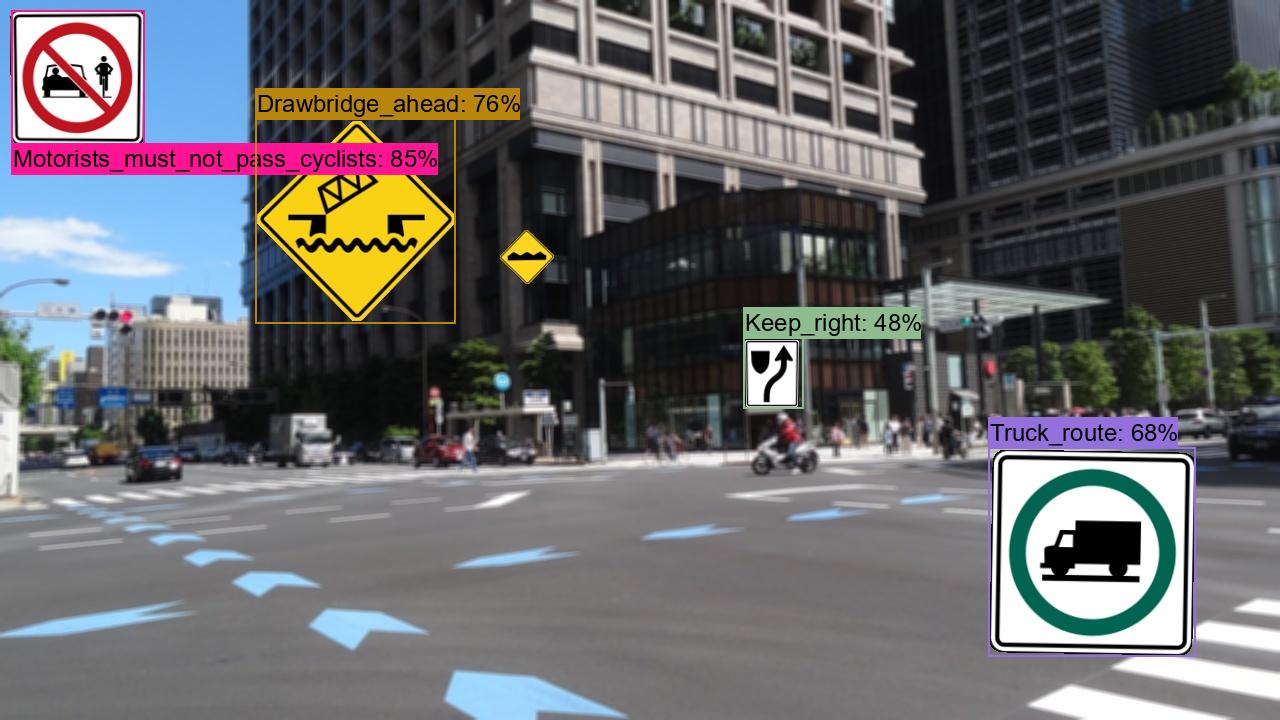 Motorists_must_not_pass_cyclists: 85%
Drawbridge_ahead: 76%
Keep_right: 48%
Truck_route: 68%